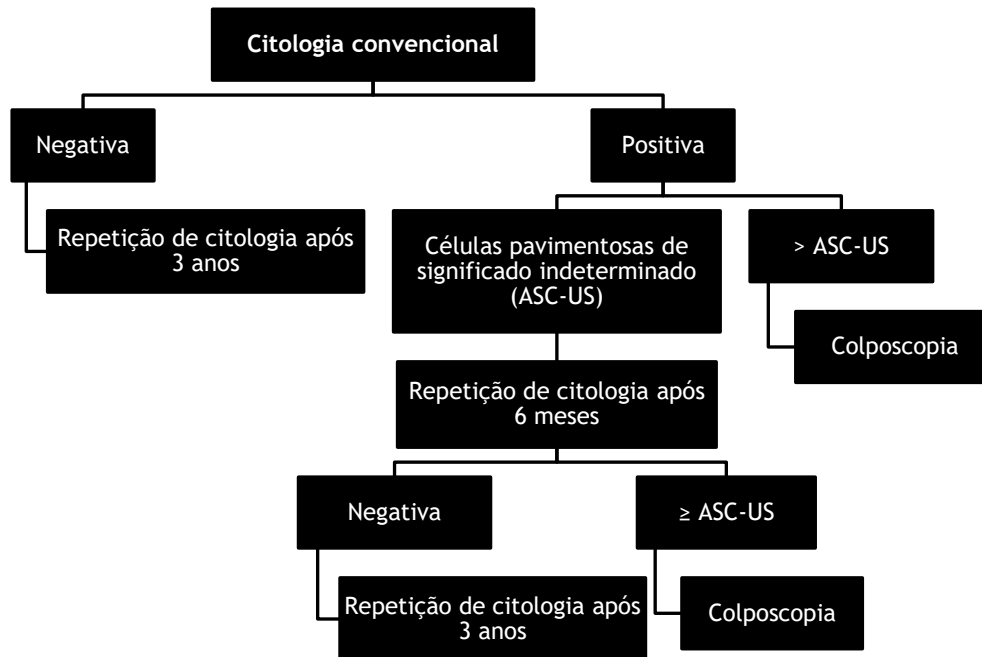 Citologia convencional
Negativa
Positiva
Repetição de citologia após
3 anos
Células pavimentosas de
significado indeterminado
(ASC-US)
> ASC-US
Colposcopia
Repetição de citologia após
6 meses
Negativa
≥ ASC-US
Repetição de citologia após
3 anos
Colposcopia